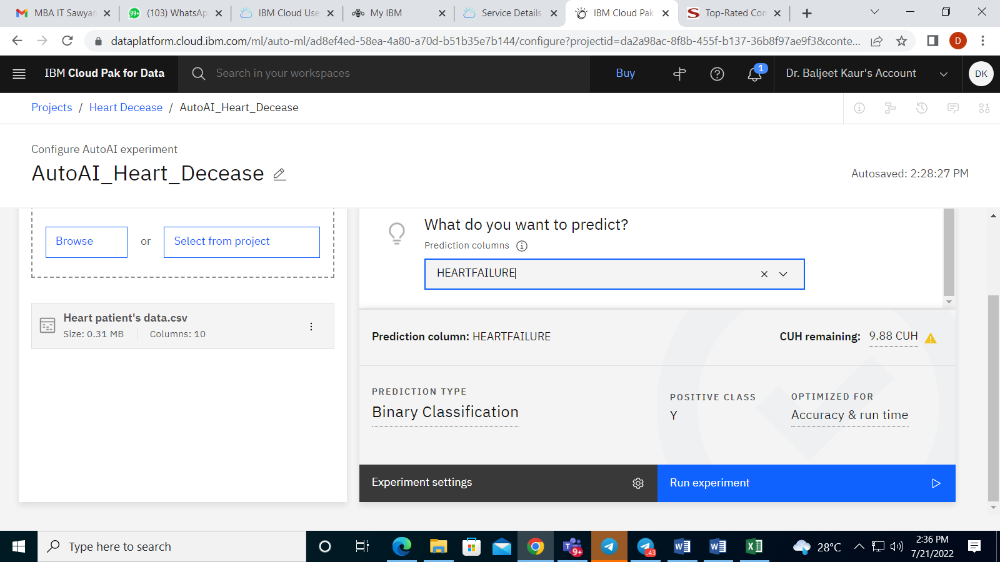 MBA IT Sawyar
(103) WhatsAp
IBM Cloud Use
My IBM
Service Details
IBM Cloud Pak
Top-Rated Con
dataplatform.cloud.ibm.com/ml/auto-ml/ad8ef4ed-58ea-4a80-a70d-b51b35e7b144/configure?projectid=da2a98ac-8f8b-455f-b137-36b8f97ae9f3&conte...
D
IBM Cloud Pak for Data
Search in your workspaces
Buy
1
Dr. Baljeet Kaur's Account
DK
Projects / Heart Decease / AutoAI_Heart_Decease
Configure AutoAI experiment
AutoAI_Heart_Decease
Autosaved: 2:28:27 PM
Browse or Select from project
Heart patient's data.csv
Size: 0.31 MB Columns: 10
What do you want to predict?
Prediction columns
HEARTFAILURE
Prediction column: HEARTFAILURE
CUH remaining: 9.88 CUH
PREDICTION TYPE
Binary Classification
POSITIVE CLASS
Y
OPTIMIZED FOR
Accuracy & run time
Experiment settings
Run experiment
Type here to search
9+
.43
28°C
2:36 PM
7/21/2022